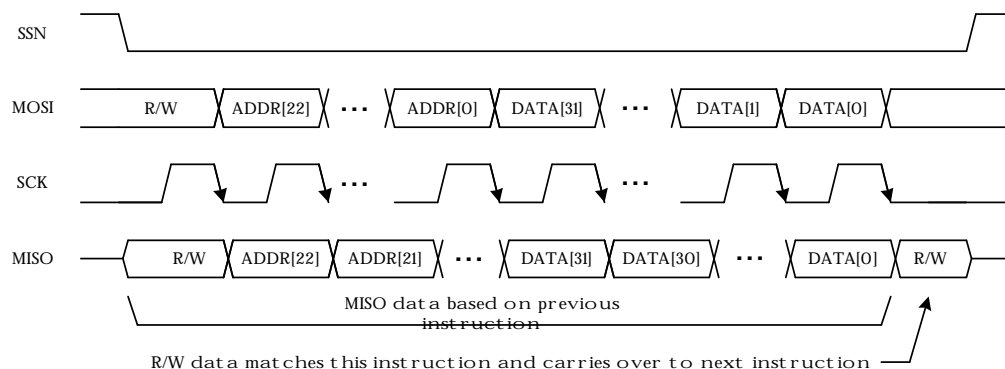 SSN
MOSI R/W ADDR[22] ... ADDR[0] DATA[31] ... DATA[1] DATA[0]
SCK ... ...
MISO R/W ADDR[22] ADDR[21] ... DATA[31] DATA[30] ... DATA[0] R/W
MISO data based on previous
instruction
R/W data matches this instruction and carries over to next instruction